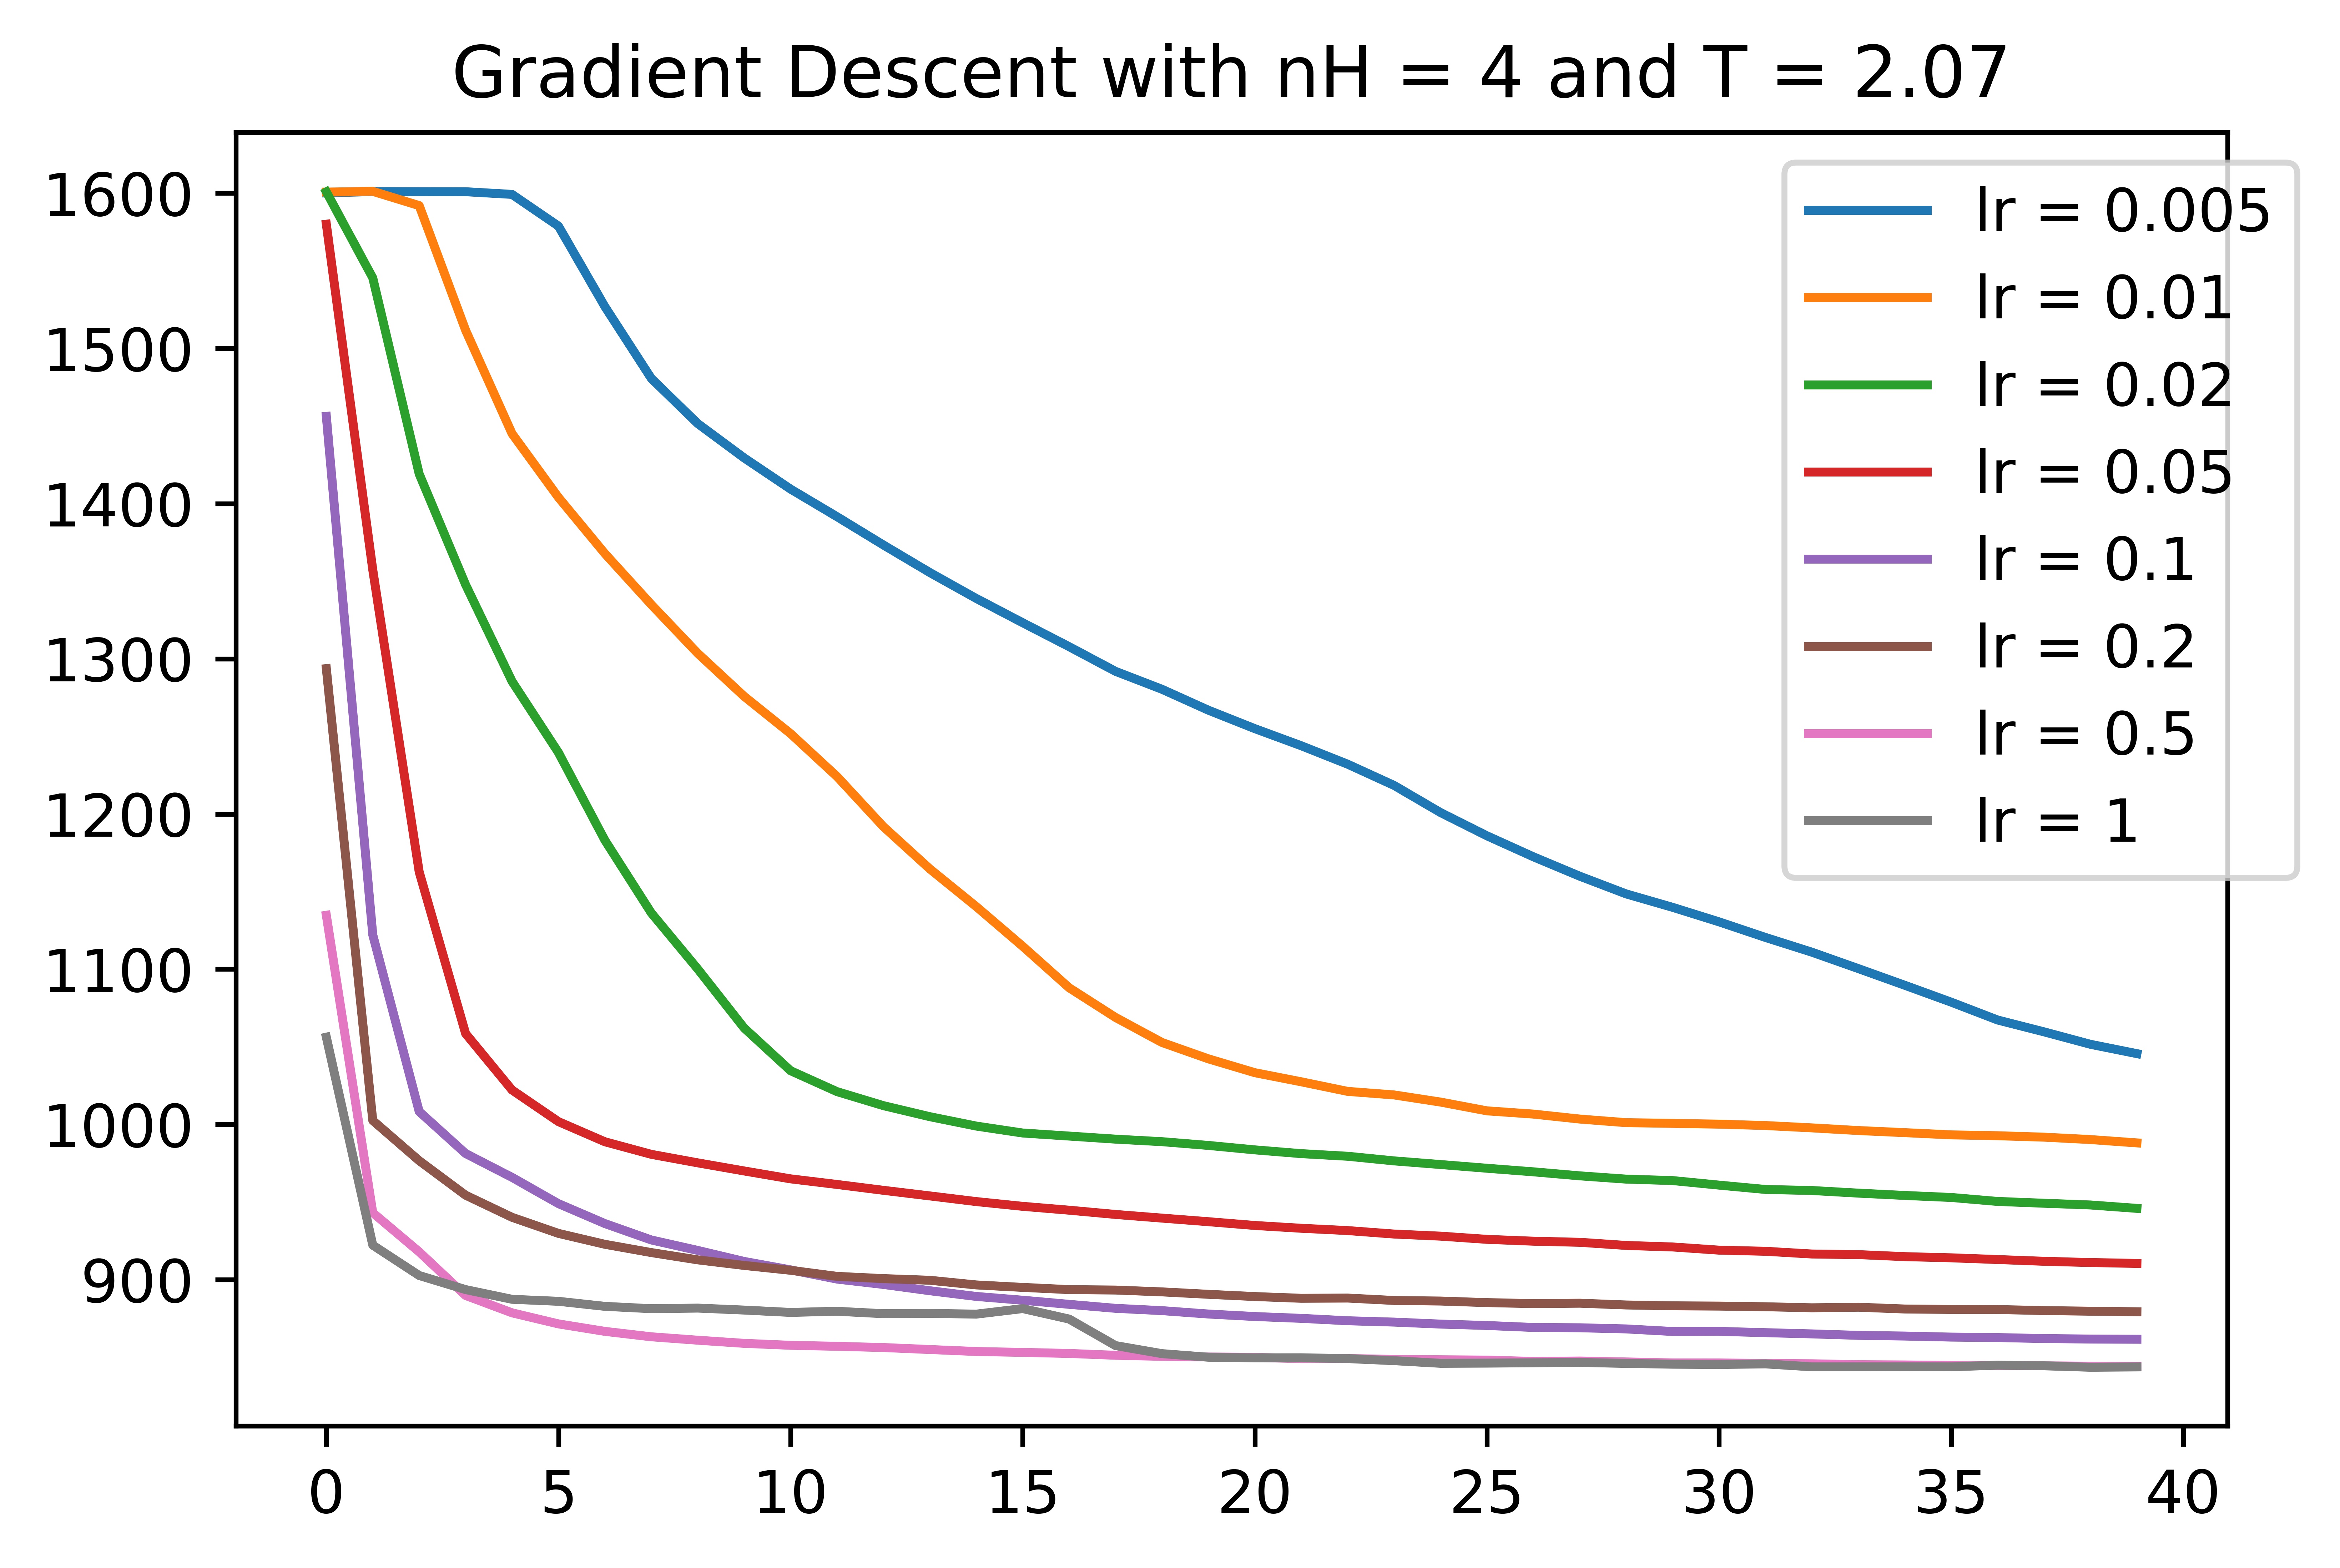 Gradient Descent with nH = 4 and T = 2.07
1600
1500
1400
1300
1200
1100
1000
900
lr = 0.005
lr = 0.01
lr = 0.02
lr = 0.05
lr = 0.1
lr = 0.2
lr = 0.5
lr = 1
0 5 10 15 20 25 30 35 40